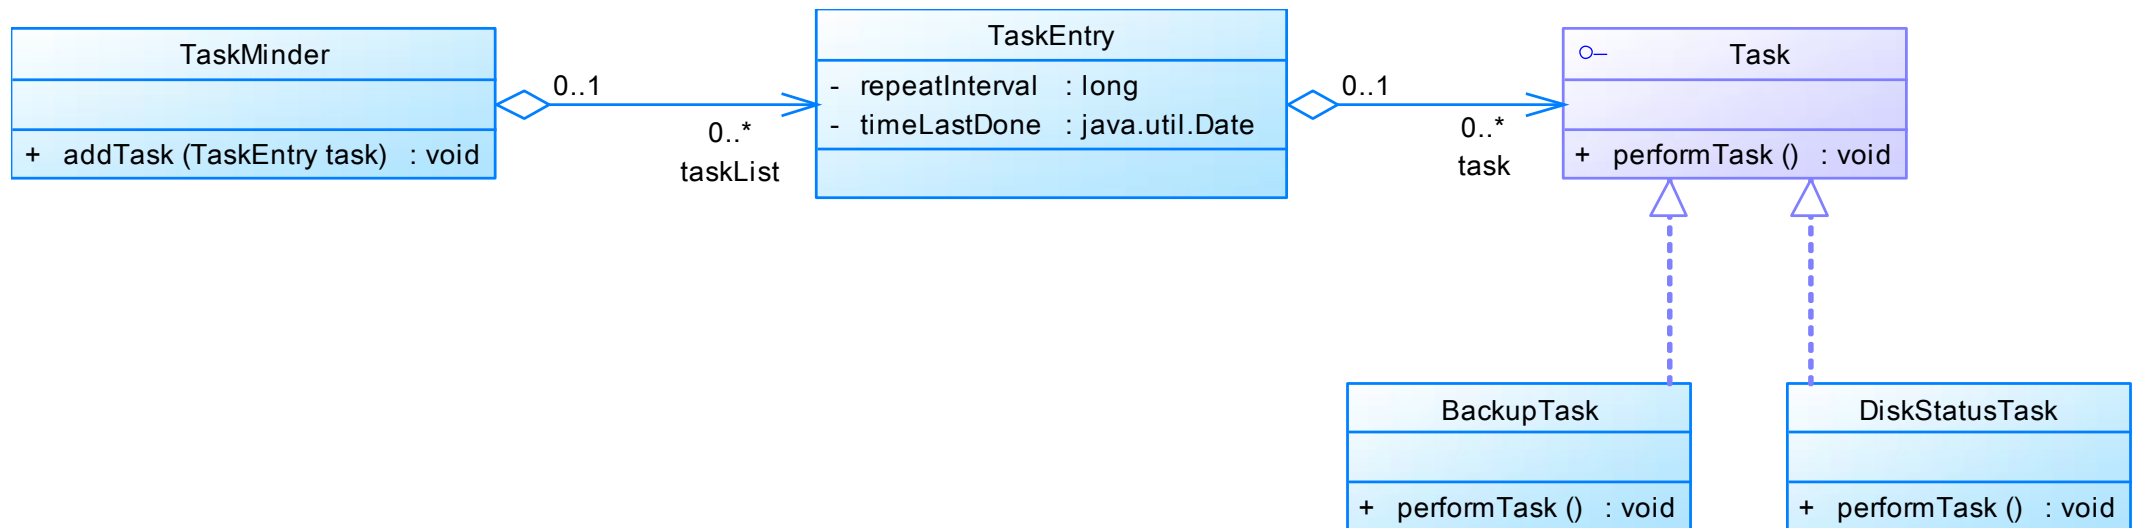 TaskMinder
+ addTask (TaskEntry task) : void
0..1
0..*
taskList
TaskEntry
- repeatInterval : long
- timeLastDone : java.util.Date
0..1
0..*
task
Task
+ performTask () : void
BackupTask
+ performTask () : void
DiskStatusTask
+ performTask () : void